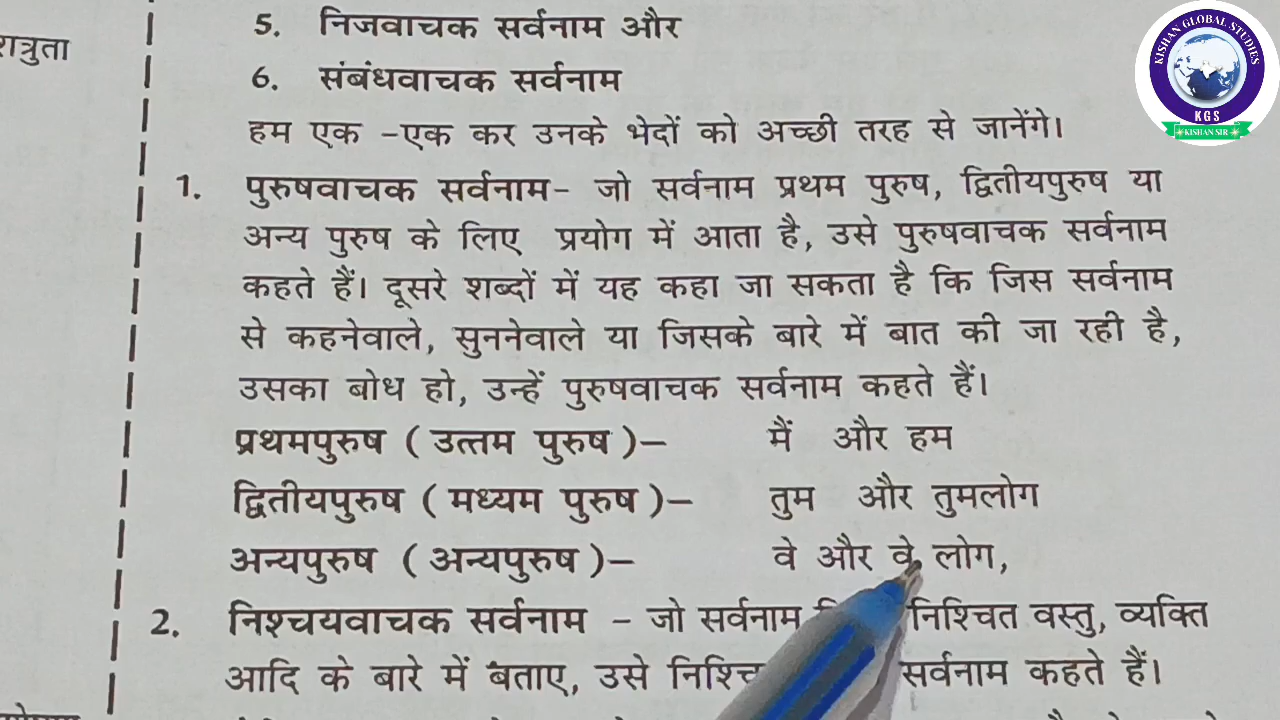 शत्रुता
5. निजवाचक सर्वनाम और
6. संबंधवाचक सर्वनाम
हम एक -एक कर उनके भेदों को अच्छी तरह से जानेंगे।
1. पुरुषवाचक सर्वनाम- जो सर्वनाम प्रथम पुरुष, द्वितीयपुरुष या
अन्य पुरुष के लिए प्रयोग में आता है, उसे पुरुषवाचक सर्वनाम
कहते हैं। दूसरे शब्दों में यह कहा जा सकता है कि जिस सर्वनाम
से कहनेवाले, सुननेवाले या जिसके बारे में बात की जा रही है,
उसका बोध हो, उन्हें पुरुषवाचक सर्वनाम कहते हैं।
प्रथमपुरुष ( उत्तम पुरुष )– मैं और हम
द्वितीयपुरुष ( मध्यम पुरुष )– तुम और तुमलोग
अन्यपुरुष ( अन्यपुरुष )– वे और वे लोग,
2. निश्चयवाचक सर्वनाम – जो सर्वनाम निश्चित वस्तु, व्यक्ति
आदि के बारे में बताए, उसे सर्वनाम कहते हैं।
KISHAN GLOBAL STUDIES
KGS
KISHAN SIR